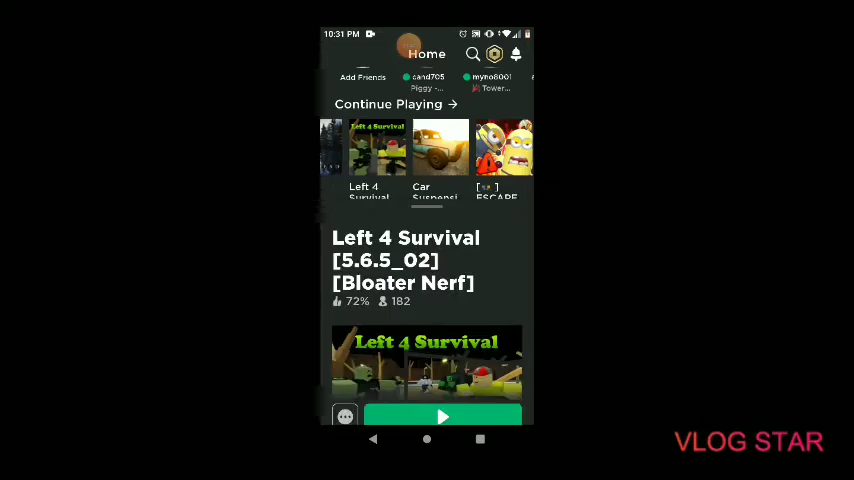 10:31 PM
Home
Add Friends
cand705
myno8001
Piggy -...
Tower...
Continue Playing →
Left 4 Survival
Left 4
Survival
Car
Suspensi
[ ]
ESCAPE
Left 4 Survival
[5.6.5_02]
[Bloater Nerf]
72% 182
Left 4 Survival
VLOG STAR